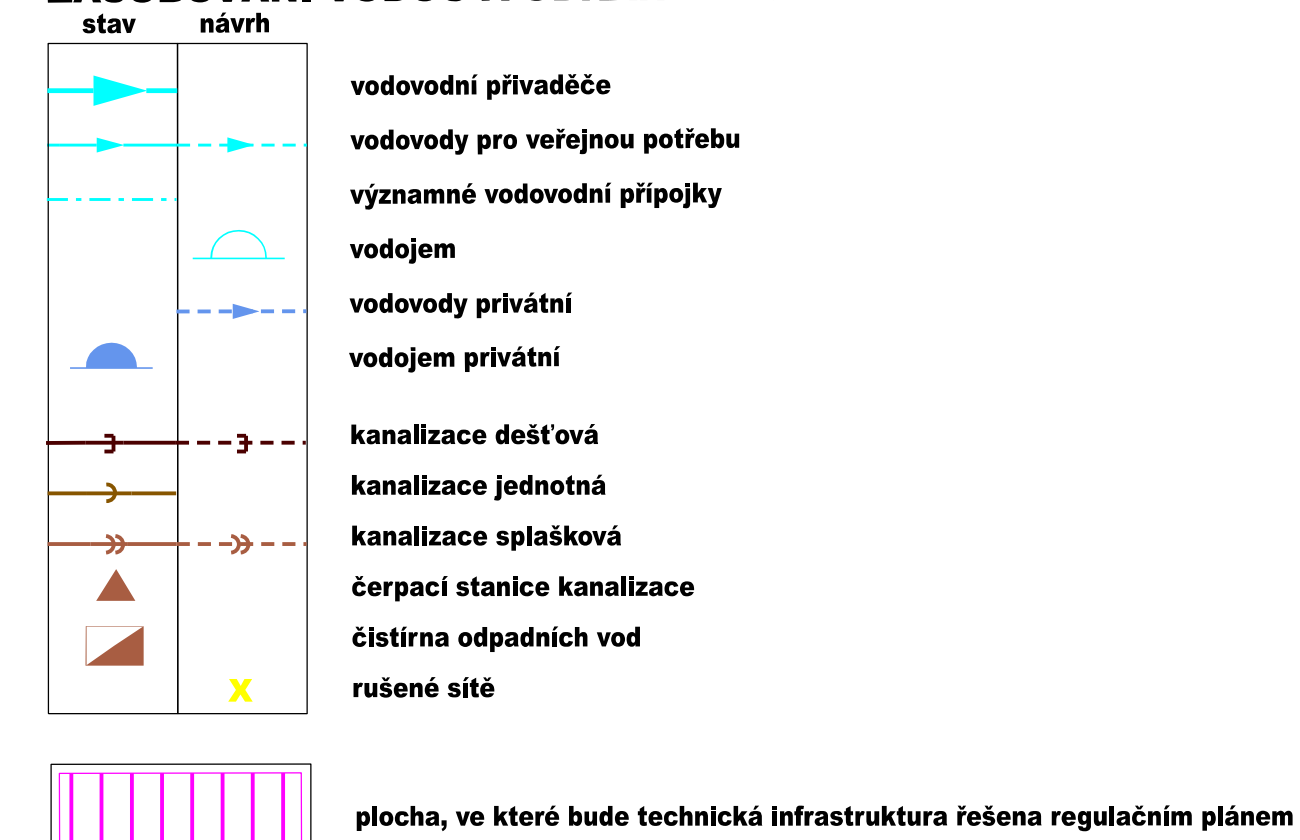 stav návrh
vodovodní přivaděče
vodovody pro veřejnou potřebu
významné vodovodní přípojky
vodojem
vodovody privátní
vodojem privátní
kanalizace dešťová
kanalizace jednotná
kanalizace splašková
čerpací stanice kanalizace
čistírna odpadních vod
X rušené sítě
plocha, ve které bude technická infrastruktura řešena regulačním plánem